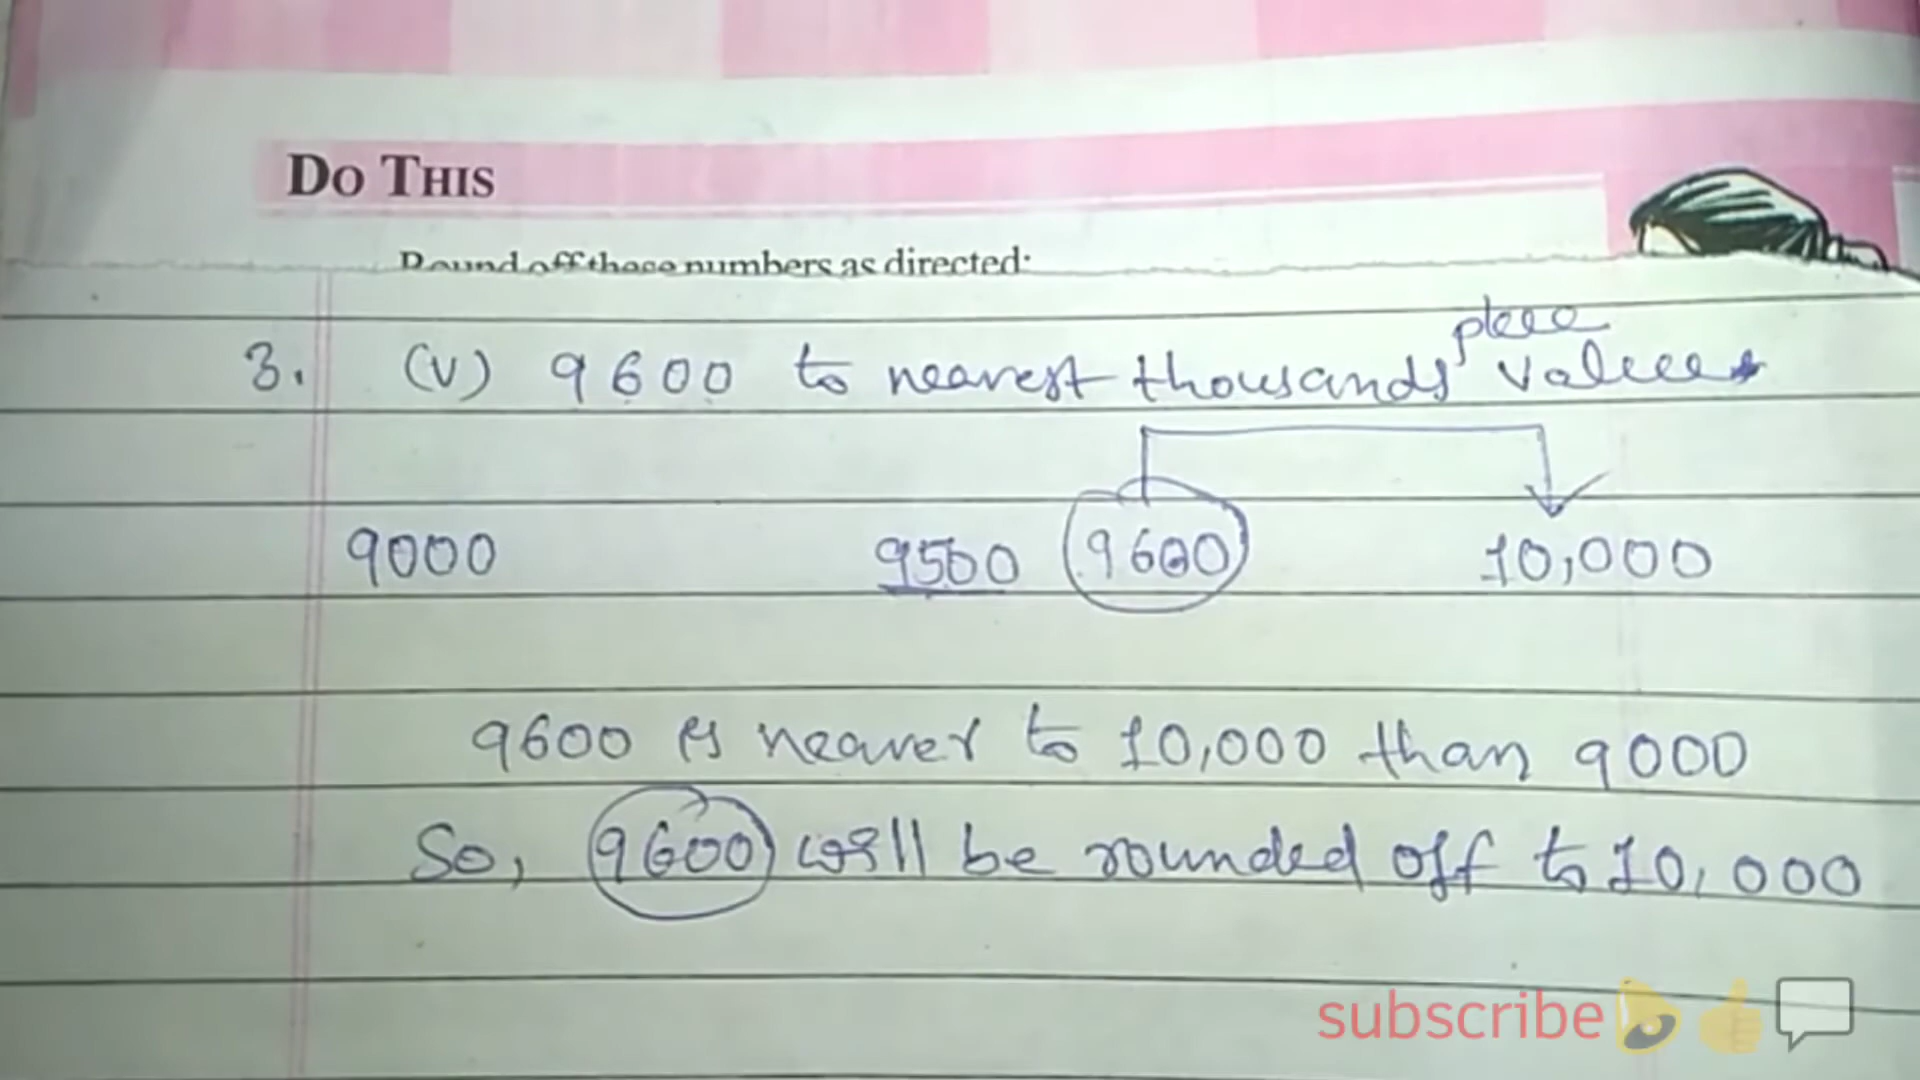 DO THIS
Round off these numbers as directed:
place
3. (v) 9600 to nearest thousands value
9000 9500 9600 10,000
9600 is nearer to 10,000 than 9000
So, 9600 will be rounded off to 10,000
subscribe